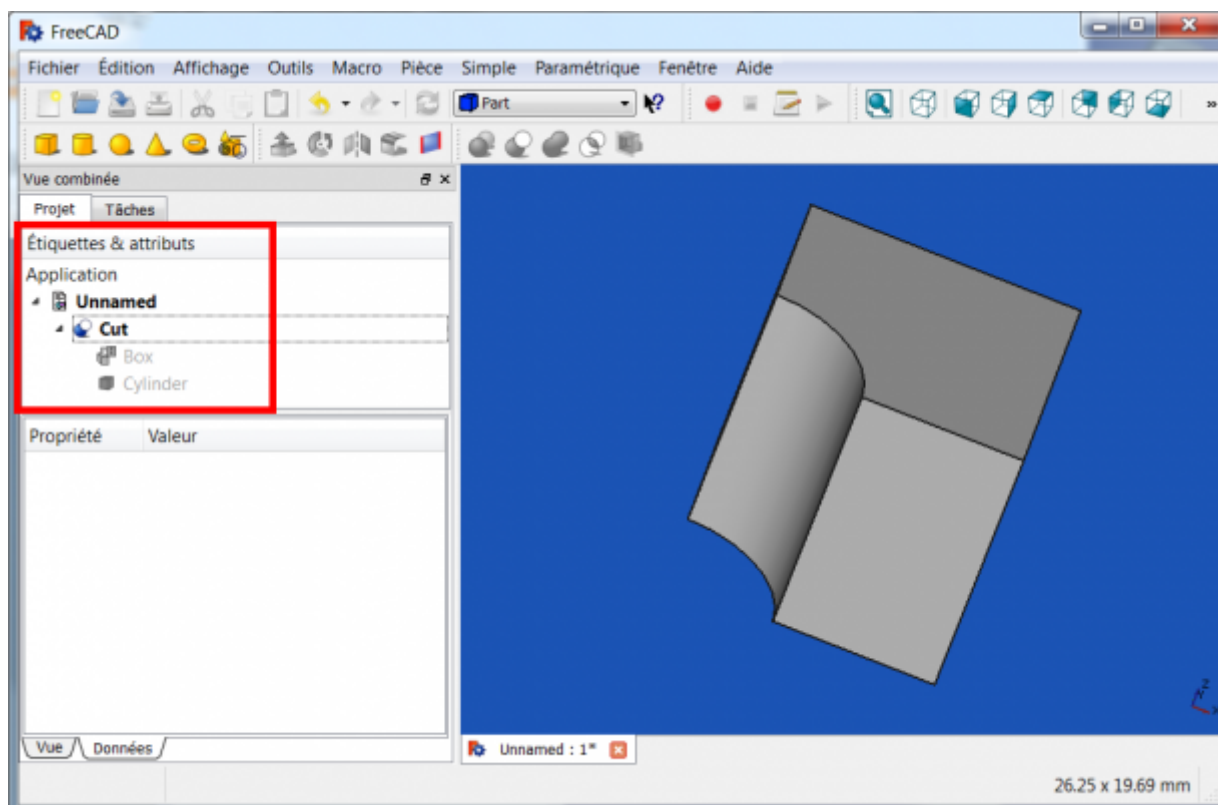 FreeCAD
Fichier Édition Affichage Outils Macro Pièce Simple Paramétrique Fenêtre Aide
Part
Vue combinée
Projet Tâches
Étiquettes & attributs
Application
Unnamed
Cut
Box
Cylinder
Propriété Valeur
Vue Données
Unnamed : 1*
Z
X
26.25 x 19.69 mm